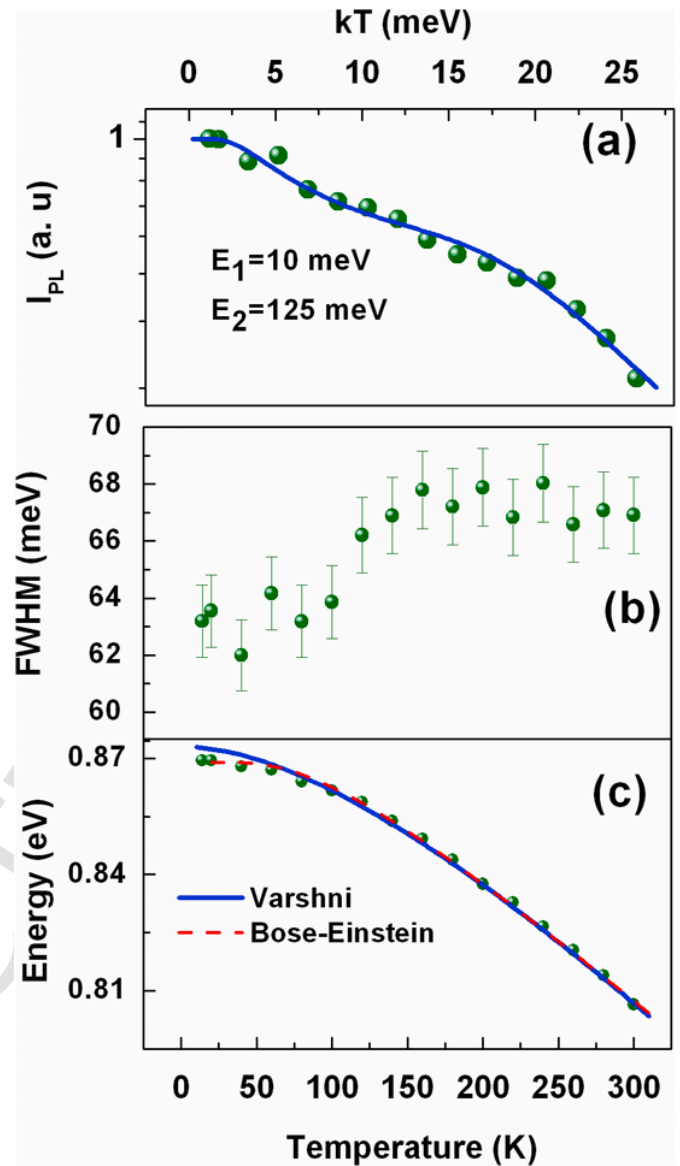 kT (meV)
0 5 10 15 20 25
(a)
1
I_PL (a. u)
E_1=10 meV
E_2=125 meV
70
68
66
64
62
60
FWHM (meV)
(b)
0.87
0.84
0.81
Energy (eV)
(c)
Varshni
Bose-Einstein
0 50 100 150 200 250 300
Temperature (K)